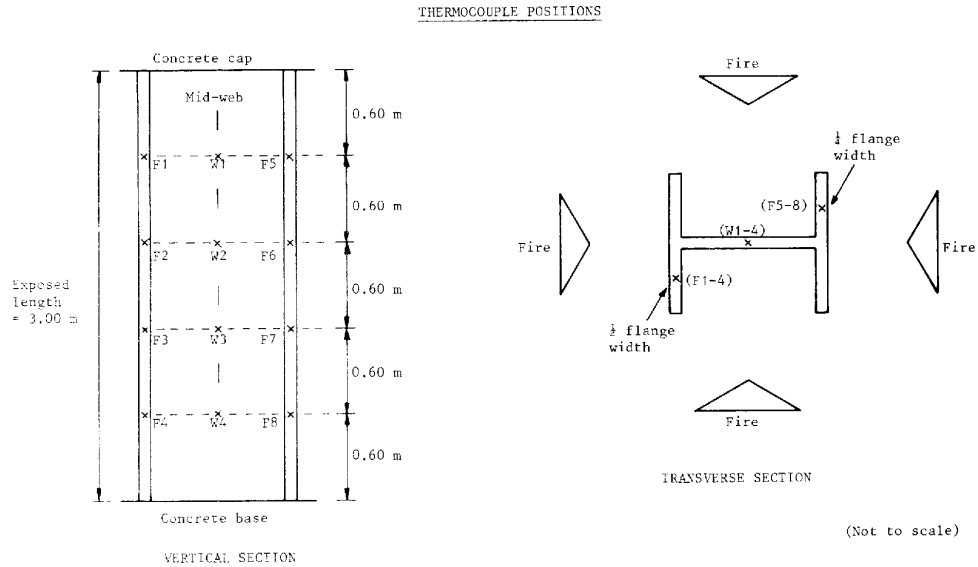 THERMOCOUPLE POSITIONS
Concrete cap
Mid-web
0.60 m
F1 W1 F5
0.60 m
F2 W2 F6
Exposed
length
= 3.00 m
0.60 m
F3 W3 F7
0.60 m
F4 W4 F8
0.60 m
Concrete base
VERTICAL SECTION
Fire
¼ flange
width
(F5-8)
(W1-4)
Fire
Fire
(F1-4)
flange
width
Fire
TRANSVERSE SECTION
(Not to scale)